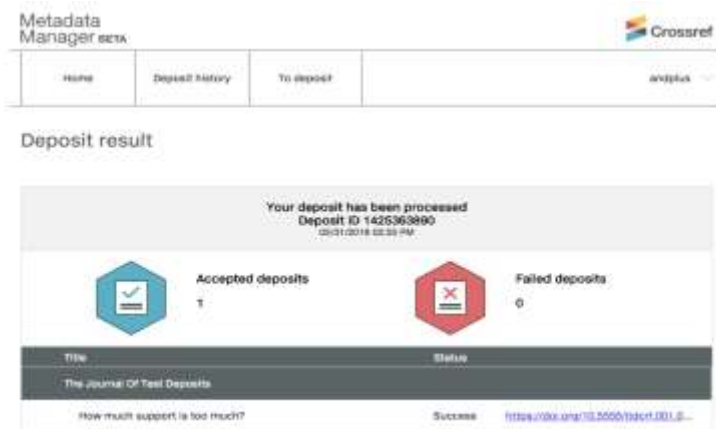 Metadata
Manager BETA
Crossref
Home
Deposit history
To deposit
andplus
Deposit result
Your deposit has been processed
Deposit ID 1425363890
Accepted deposits
1
Failed deposits
0
Title
Status
The Journal Of Test Deposits
How much support is too much?
Success